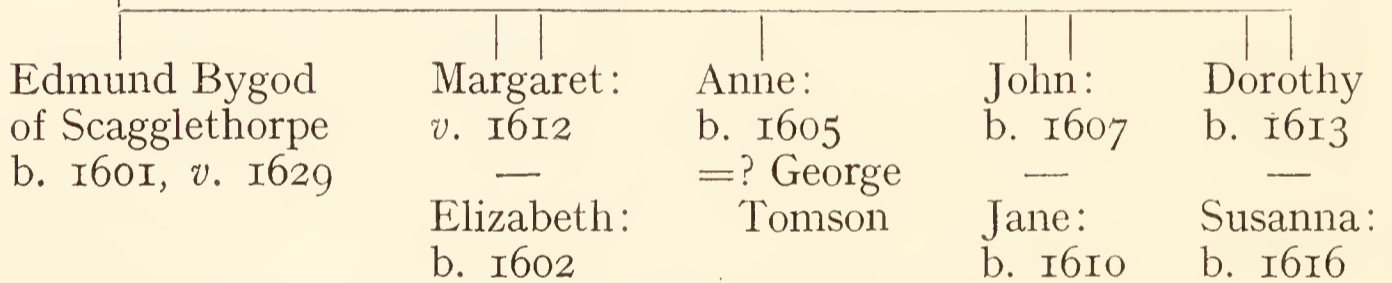 Edmund Bygod
of Scagglethorpe
b. 1601, v. 1629
Margaret:
v. 1612
—
Elizabeth:
b. 1602
Anne:
b. 1605
=? George
Tomson
John:
b. 1607
—
Jane:
b. 1610
Dorothy
b. 1613
—
Susanna:
b. 1616